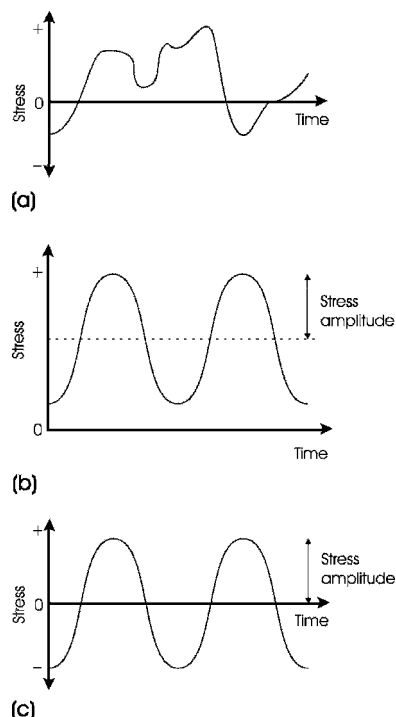 +
Stress
0
Time
−
(a)
+
Stress
Stress
amplitude
0
Time
(b)
+
Stress
Stress
amplitude
0
Time
−
(c)